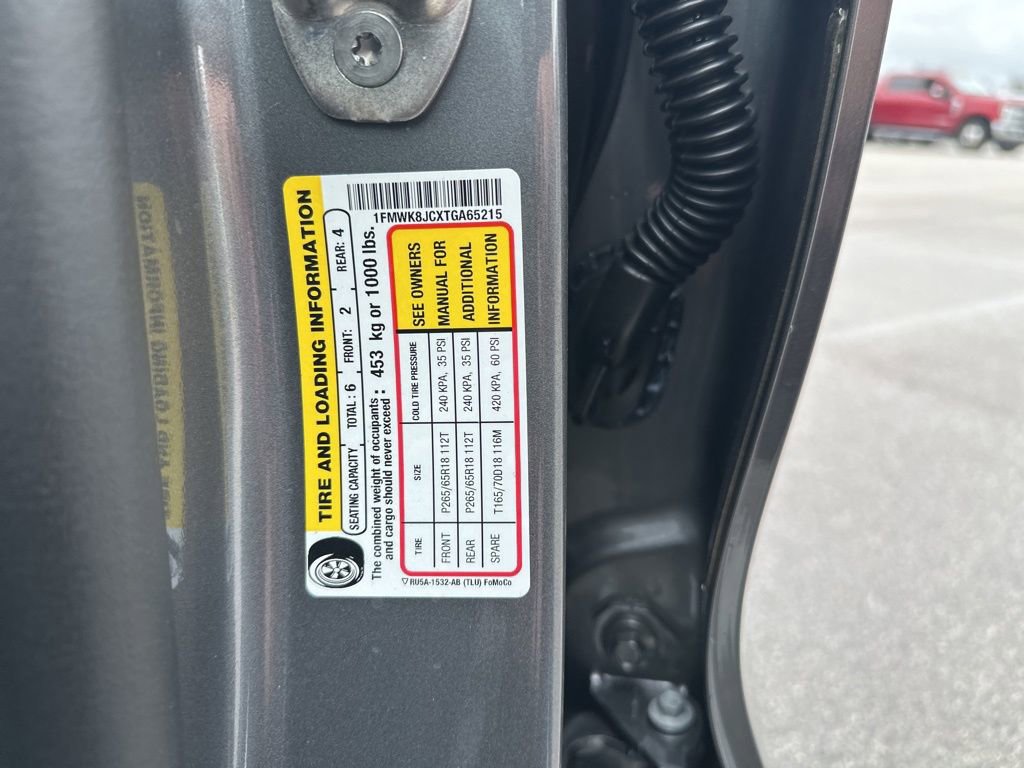 1FMWK8JCXTGA65215
TIRE AND LOADING INFORMATION
SEATING CAPACITY TOTAL : 6 FRONT: 2 REAR: 4
The combined weight of occupants
and cargo should never exceed : 453 kg or 1000 lbs.
TIRE SIZE COLD TIRE PRESSURE SEE OWNERS
FRONT P265/65R18 112T 240 KPA, 35 PSI MANUAL FOR
REAR P265/65R18 112T 240 KPA, 35 PSI ADDITIONAL
SPARE T165/70D18 116M 420 KPA, 60 PSI INFORMATION
▽ RU5A-1532-AB (TLU) FoMoCo